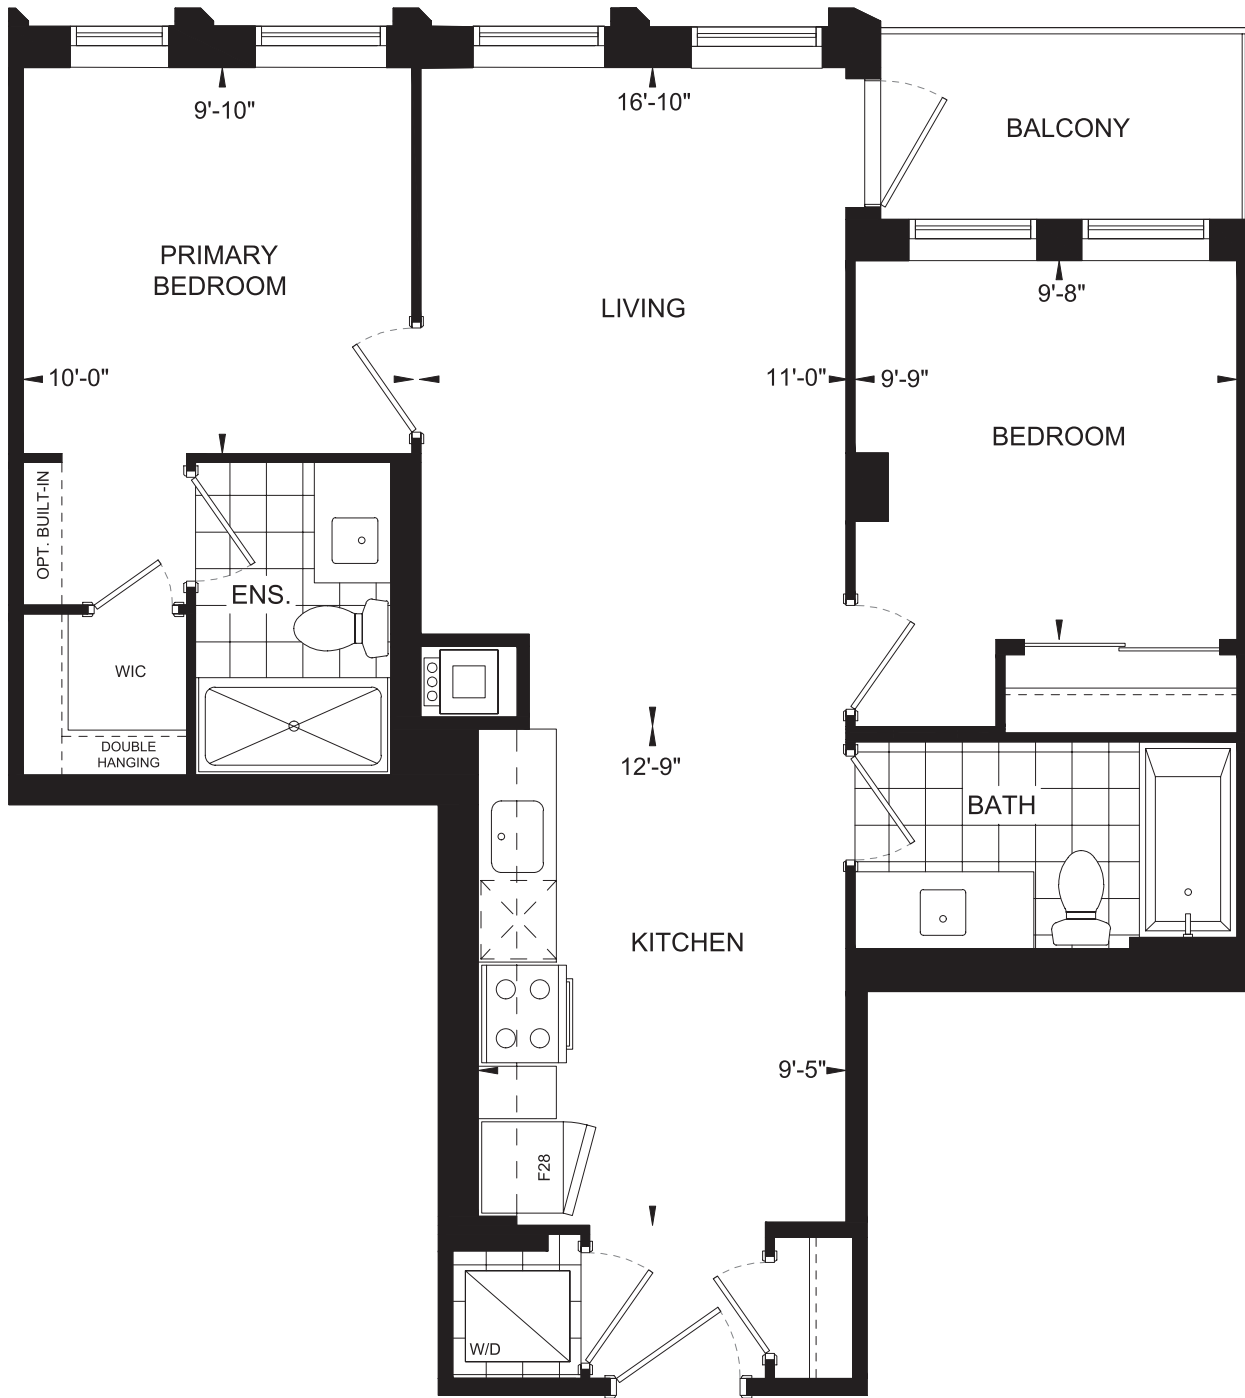 9'-10"
16'-10"
BALCONY
PRIMARY
BEDROOM
LIVING
9'-8"
10'-0"
11'-0"
9'-9"
BEDROOM
OPT. BUILT-IN
ENS.
WIC
DOUBLE
HANGING
12'-9"
BATH
KITCHEN
9'-5"
F28
W/D